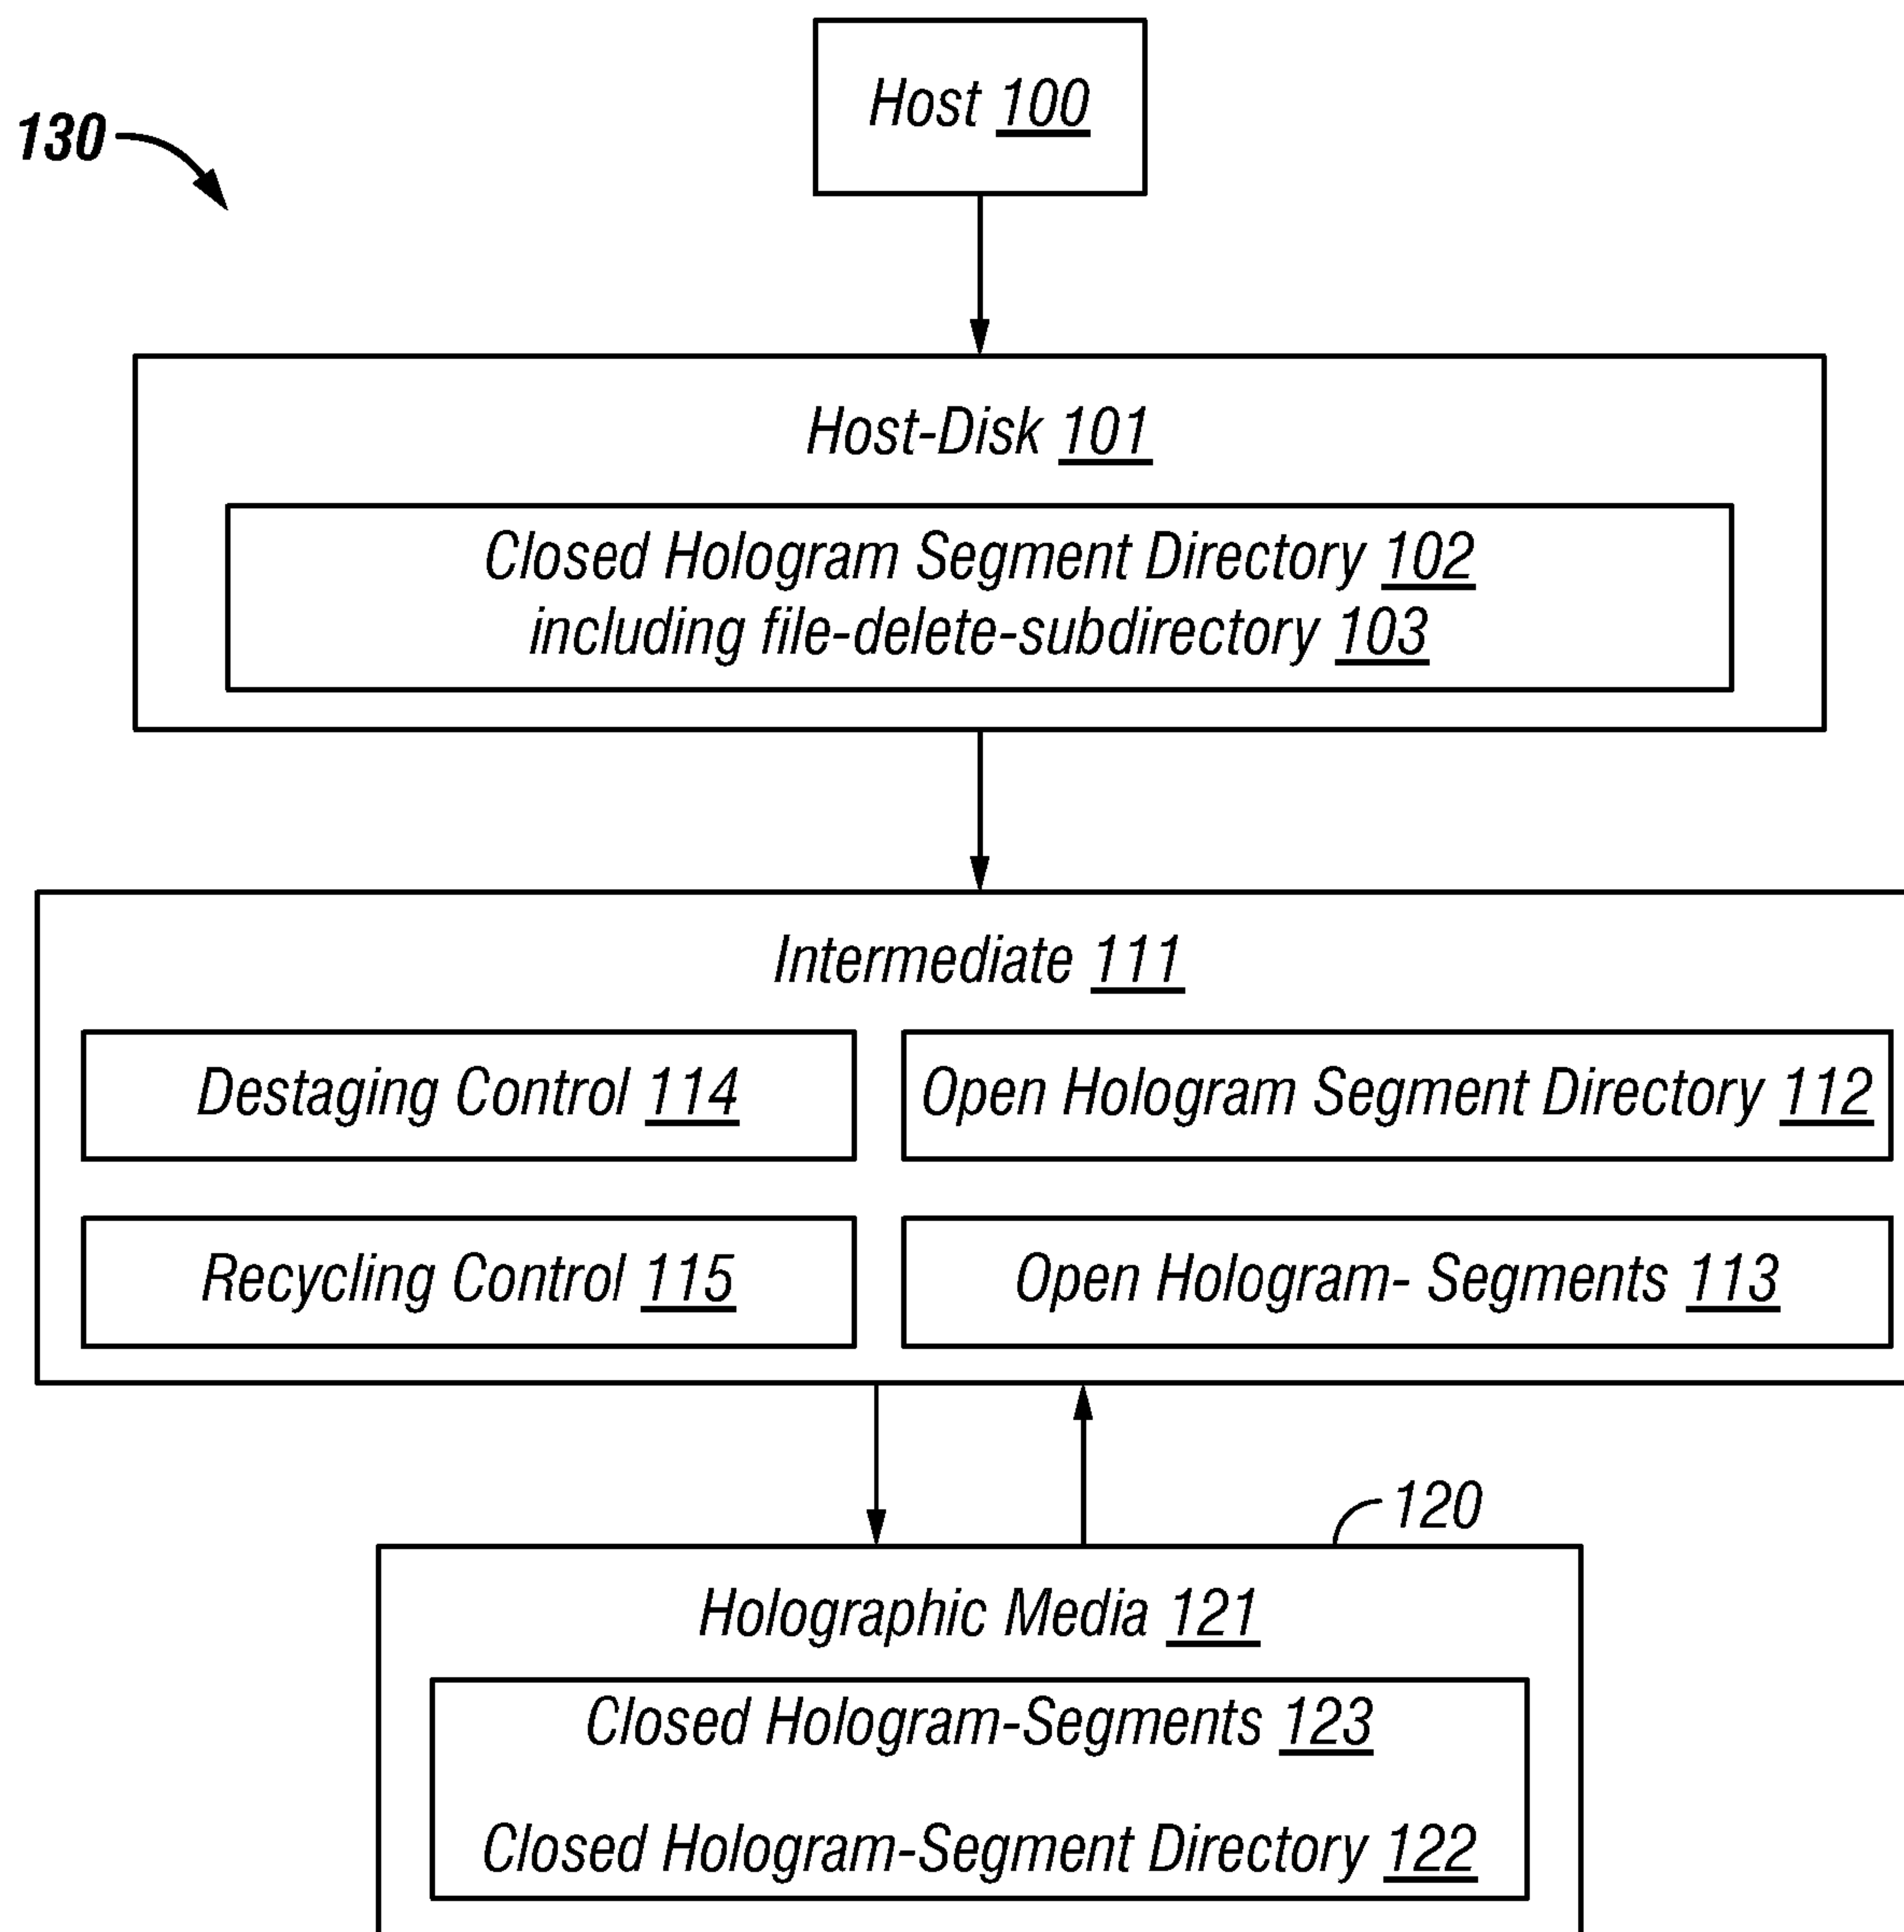 Host 100
130
Host-Disk 101
Closed Hologram Segment Directory 102
including file-delete-subdirectory 103
Intermediate 111
Destaging Control 114
Open Hologram Segment Directory 112
Recycling Control 115
Open Hologram- Segments 113
120
Holographic Media 121
Closed Hologram-Segments 123
Closed Hologram-Segment Directory 122